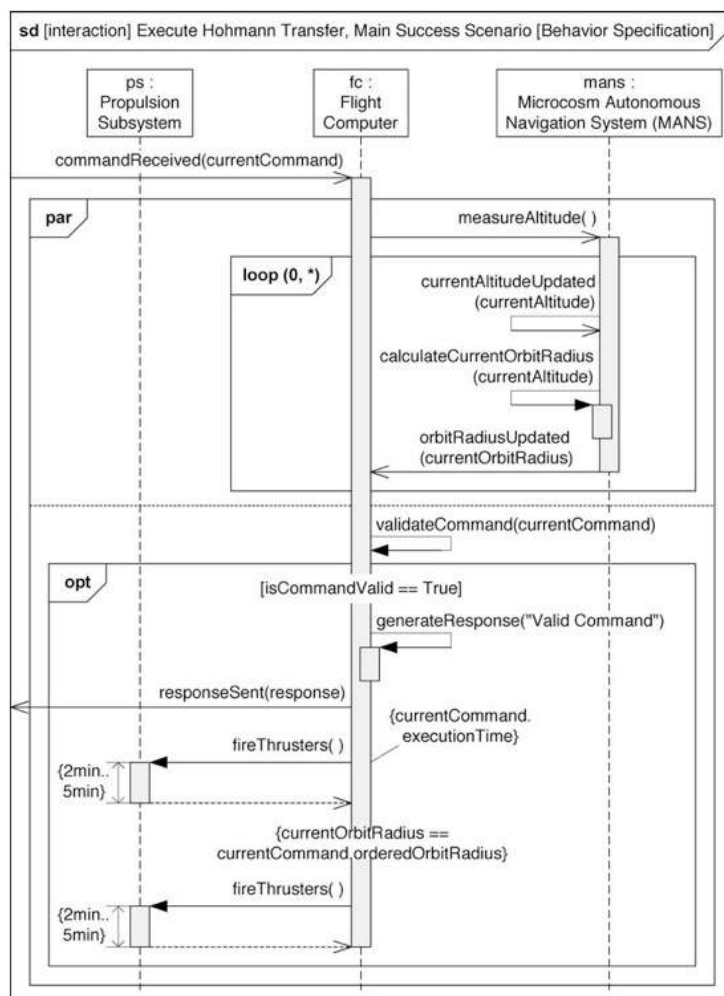 sd [interaction] Execute Hohmann Transfer, Main Success Scenario [Behavior Specification]
ps :
Propulsion
Subsystem
fc :
Flight
Computer
mans :
Microcosm Autonomous
Navigation System (MANS)
commandReceived(currentCommand)
par
measureAltitude( )
loop (0, *)
currentAltitudeUpdated
(currentAltitude)
calculateCurrentOrbitRadius
(currentAltitude)
orbitRadiusUpdated
(currentOrbitRadius)
validateCommand(currentCommand)
opt
[isCommandValid == True]
generateResponse("Valid Command")
responseSent(response)
{currentCommand.
executionTime}
fireThrusters( )
{2min..
5min}
{currentOrbitRadius ==
currentCommand.orderedOrbitRadius}
fireThrusters( )
{2min..
5min}